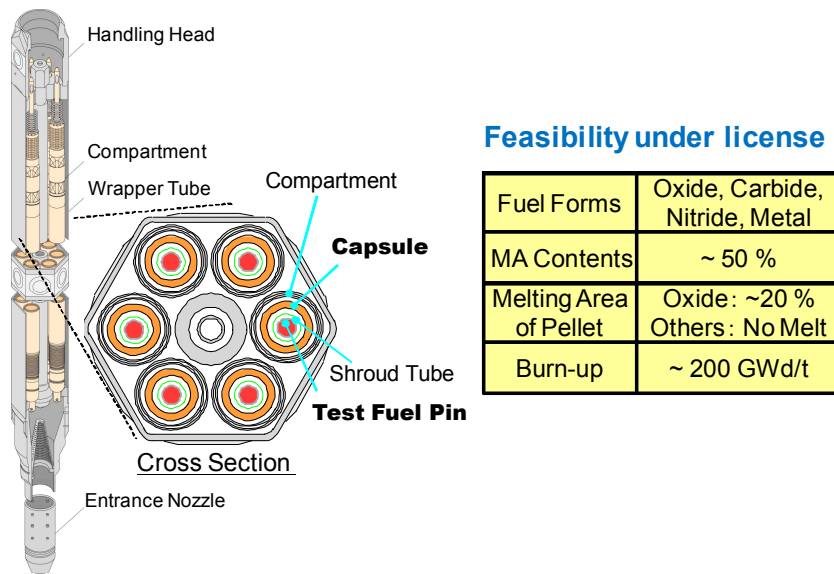 Handling Head
Compartment
Wrapper Tube
Entrance Nozzle
Compartment
Capsule
Shroud Tube
Test Fuel Pin
Cross Section
Feasibility under license
Fuel Forms
Oxide, Carbide,
Nitride, Metal
MA Contents
~ 50 %
Melting Area
of Pellet
Oxide: ~20 %
Others: No Melt
Burn-up
~ 200 GWd/t